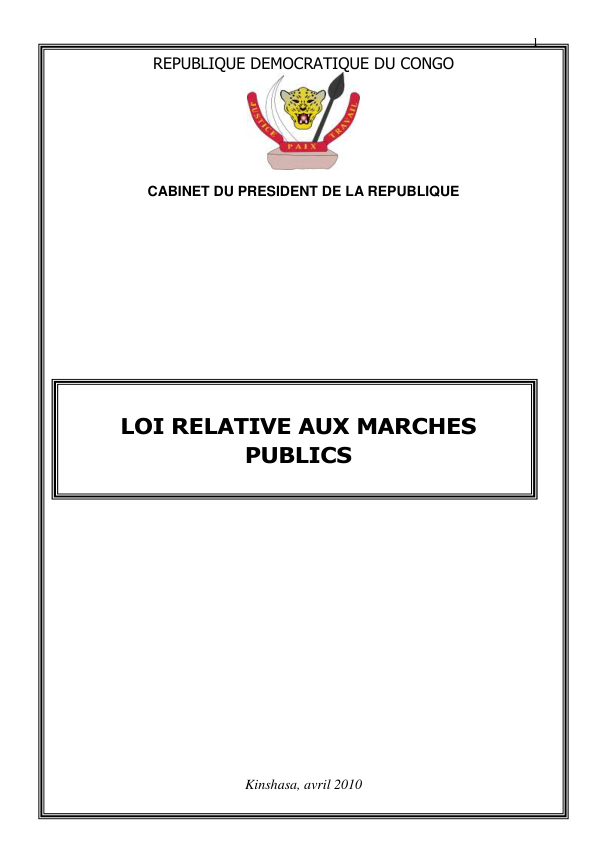 1
REPUBLIQUE DEMOCRATIQUE DU CONGO
JUSTICE
PAIX
TRAVAIL
CABINET DU PRESIDENT DE LA REPUBLIQUE
LOI RELATIVE AUX MARCHES
PUBLICS
Kinshasa, avril 2010